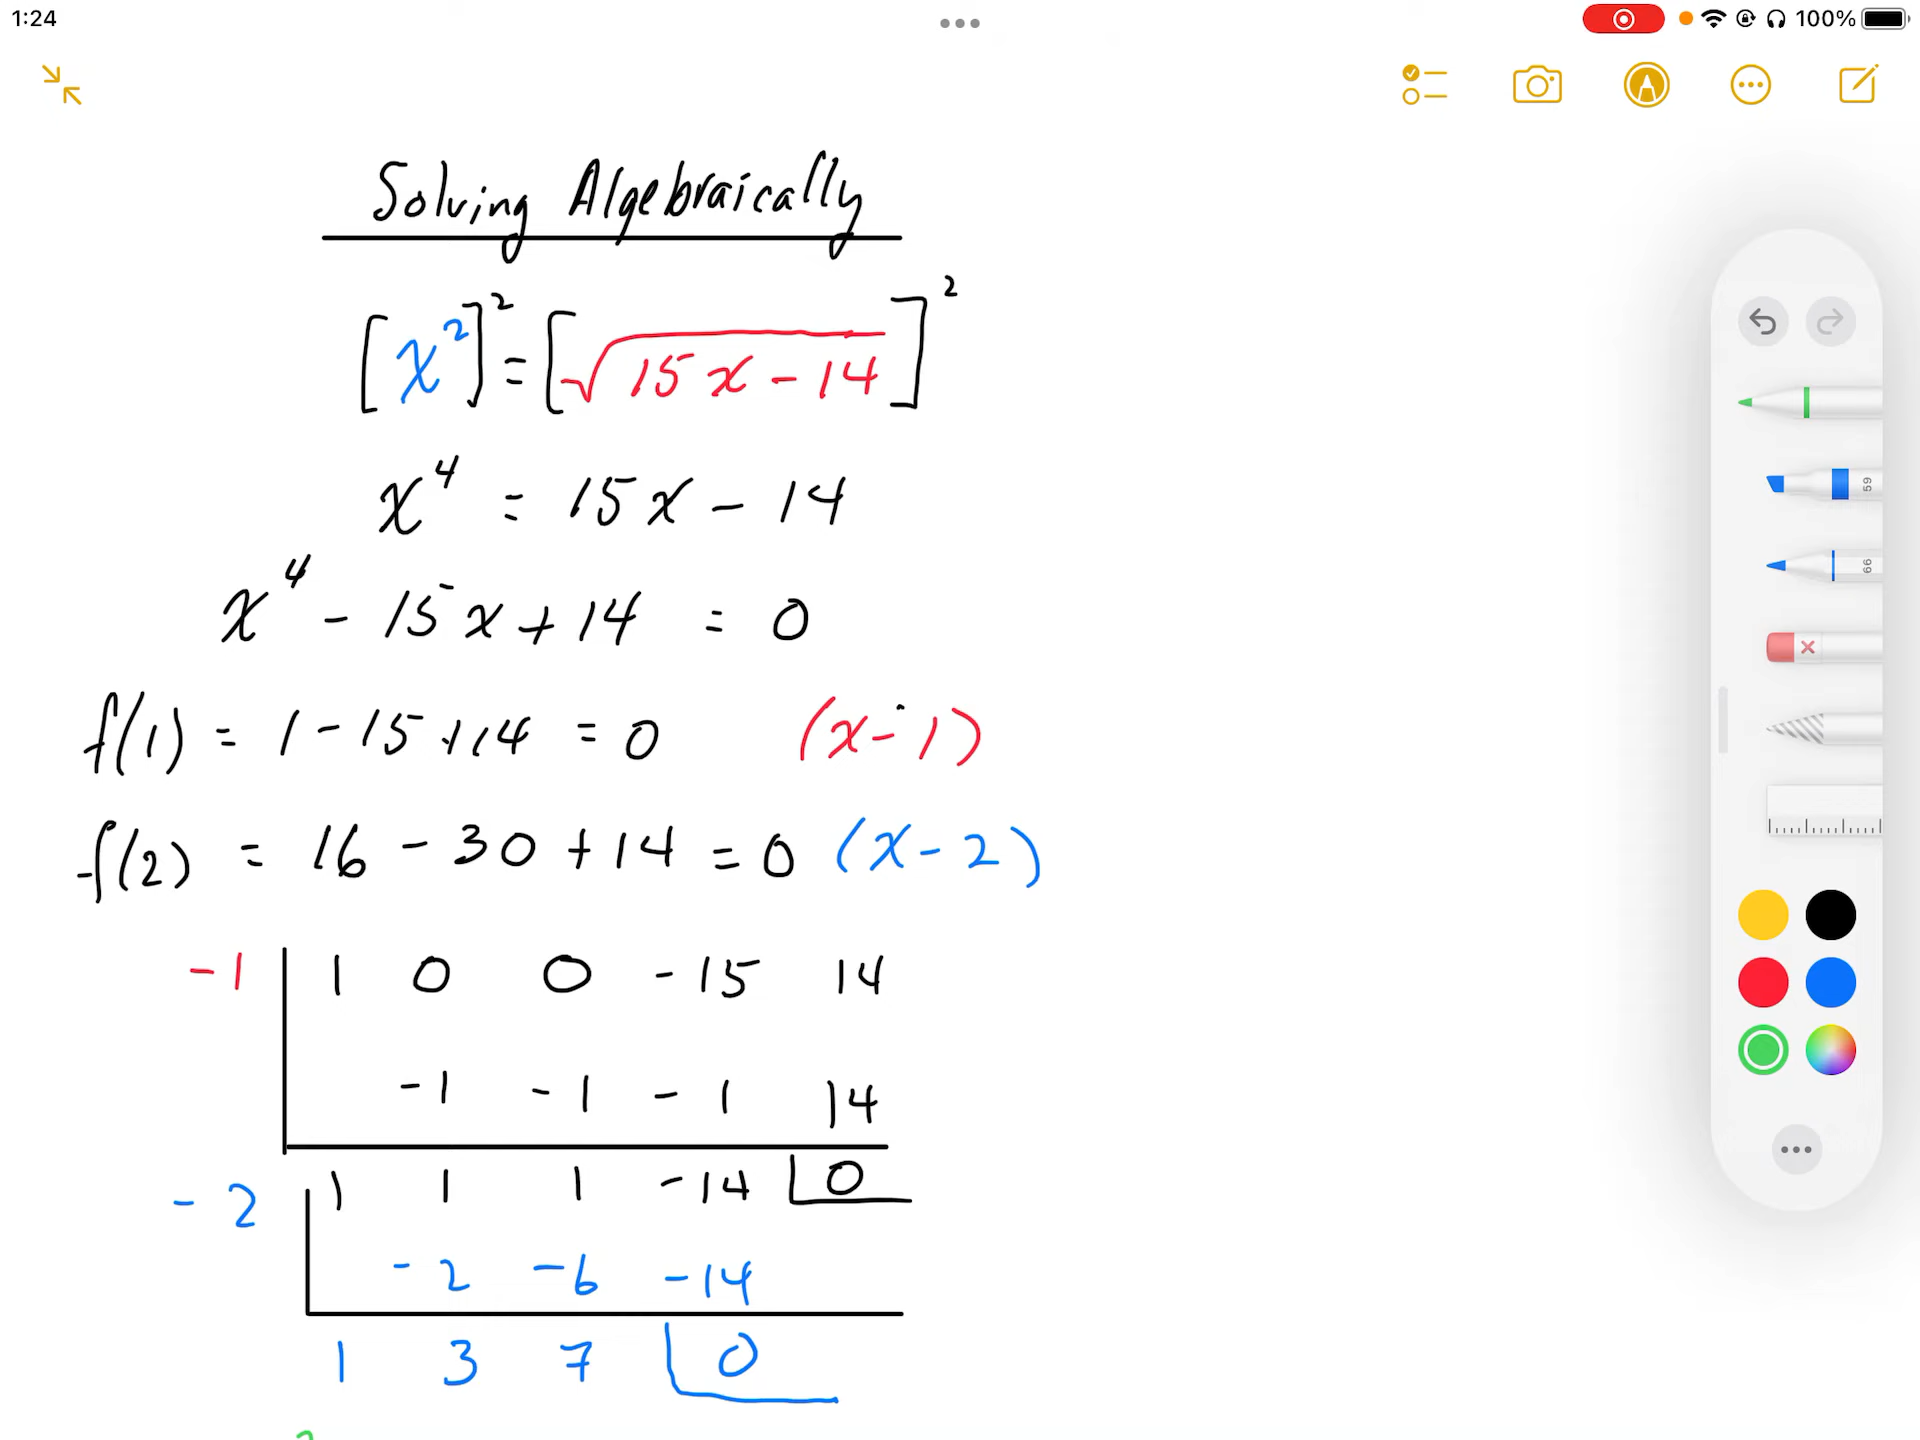 1:24
100%
Solving Algebraically
[x²]² = [√(15x - 14)]²
x⁴ = 15x - 14
x⁴ - 15x + 14 = 0
f(1) = 1 - 15 + 14 = 0 (x - 1)
f(2) = 16 - 30 + 14 = 0 (x - 2)
-1 | 1 0 0 -15 14
-1 -1 -1 14
1 1 1 -14 |0
-2
-2 -6 -14
1 3 7 |0
59
66